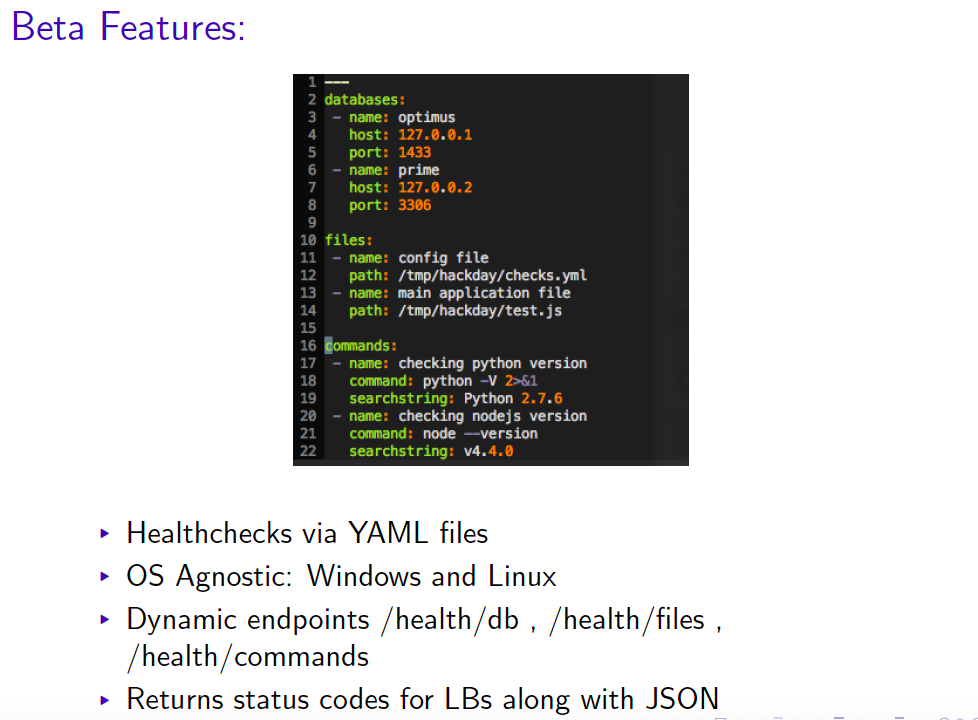 Beta Features:
1 ---
2 databases:
3 - name: optimus
4 host: 127.0.0.1
5 port: 1433
6 - name: prime
7 host: 127.0.0.2
8 port: 3306
9
10 files:
11 - name: config file
12 path: /tmp/hackday/checks.yml
13 - name: main application file
14 path: /tmp/hackday/test.js
15
16 commands:
17 - name: checking python version
18 command: python -V 2>&1
19 searchstring: Python 2.7.6
20 - name: checking nodejs version
21 command: node --version
22 searchstring: v4.4.0
▸ Healthchecks via YAML files
▸ OS Agnostic: Windows and Linux
▸ Dynamic endpoints /health/db , /health/files ,
/health/commands
▸ Returns status codes for LBs along with JSON